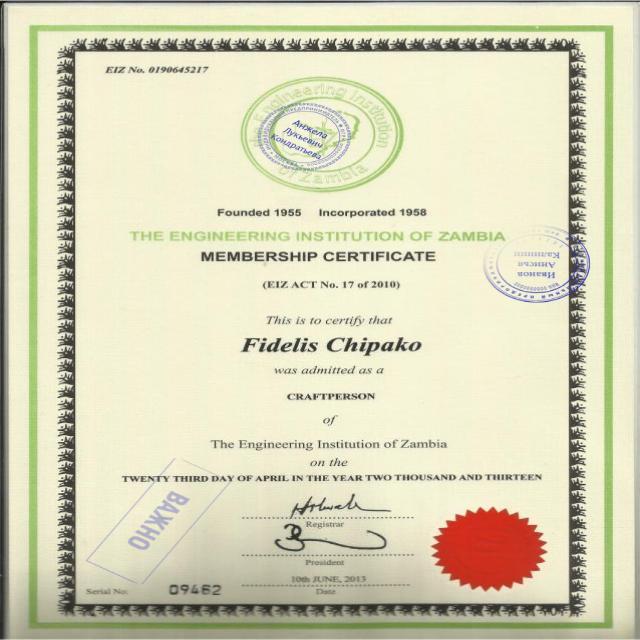 EIZ No. 0190645217
The Engineering Institution
of Zambia
Анжела
Лукьевич
Кондратьева
Founded 1955 Incorporated 1958
THE ENGINEERING INSTITUTION OF ZAMBIA
MEMBERSHIP CERTIFICATE
(EIZ ACT No. 17 of 2010)
Иванов
Анисья
Калинин
This is to certify that
Fidelis Chipako
was admitted as a
CRAFTPERSON
of
The Engineering Institution of Zambia
on the
TWENTY THIRD DAY OF APRIL IN THE YEAR TWO THOUSAND AND THIRTEEN
ВАЖНО
Registrar
President
10th JUNE, 2013
Serial No: 09462 Date